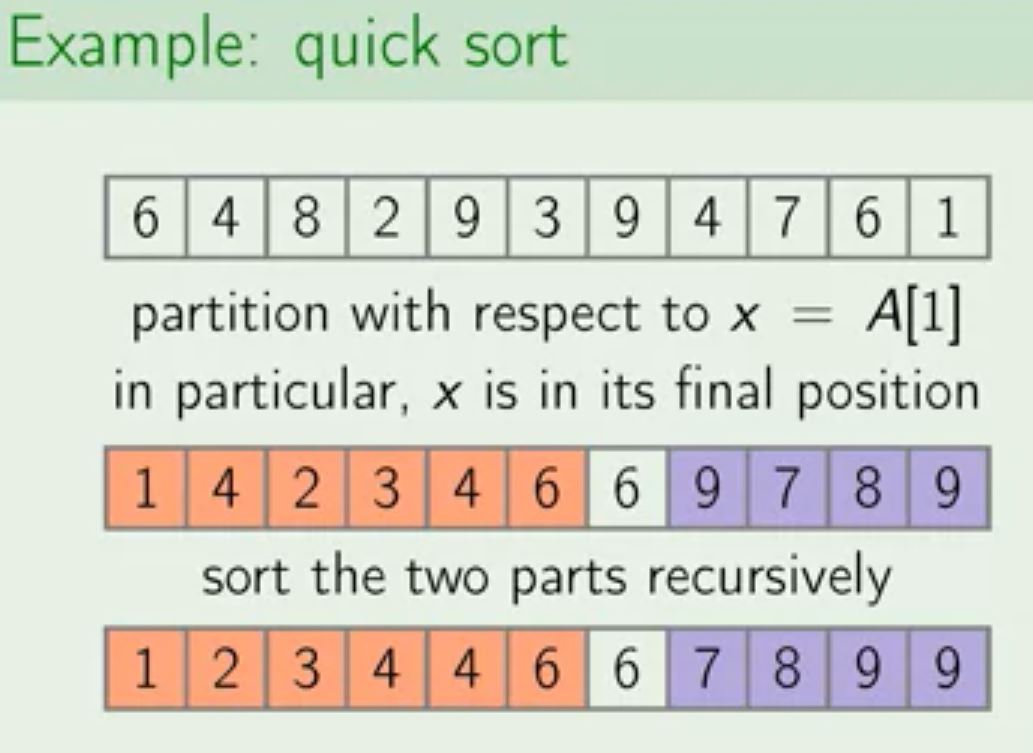 Example: quick sort
6 4 8 2 9 3 9 4 7 6 1
partition with respect to x = A[1]
in particular, x is in its final position
1 4 2 3 4 6 6 9 7 8 9
sort the two parts recursively
1 2 3 4 4 6 6 7 8 9 9